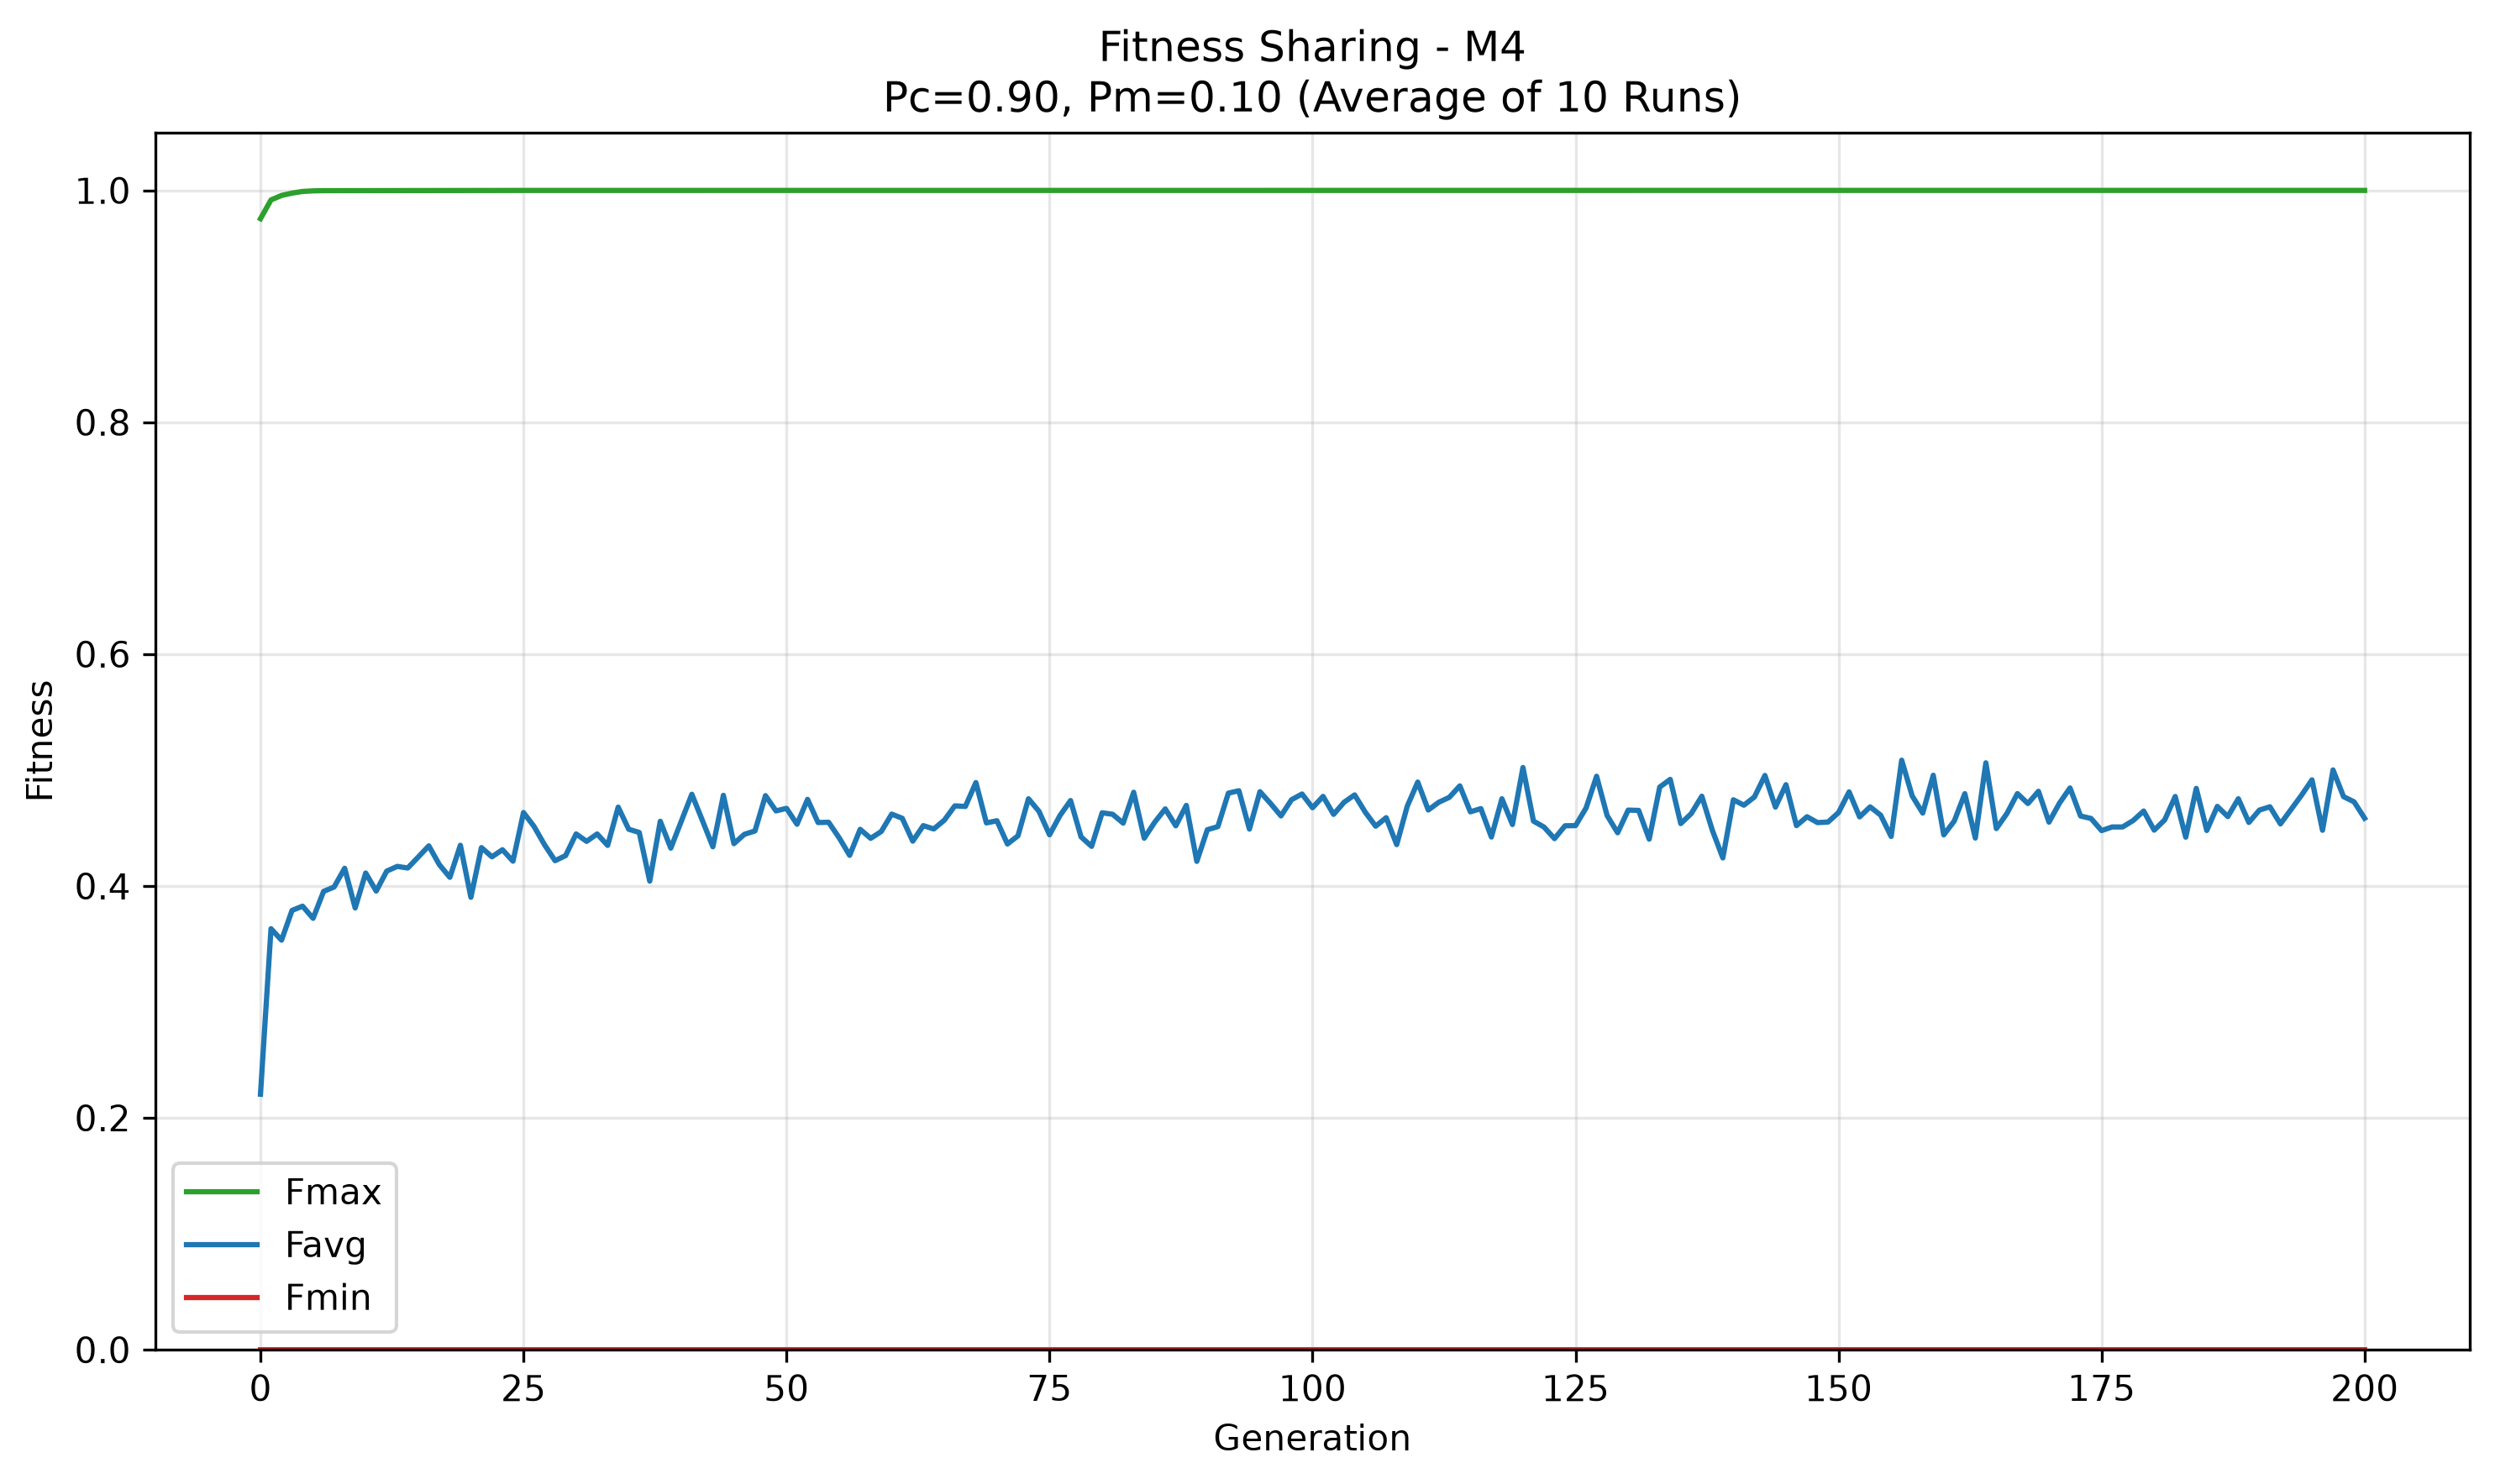 Fitness Sharing - M4
Pc=0.90, Pm=0.10 (Average of 10 Runs)
1.0
0.8
0.6
0.4
0.2
0.0
Fitness
Fmax
Favg
Fmin
0 25 50 75 100 125 150 175 200
Generation